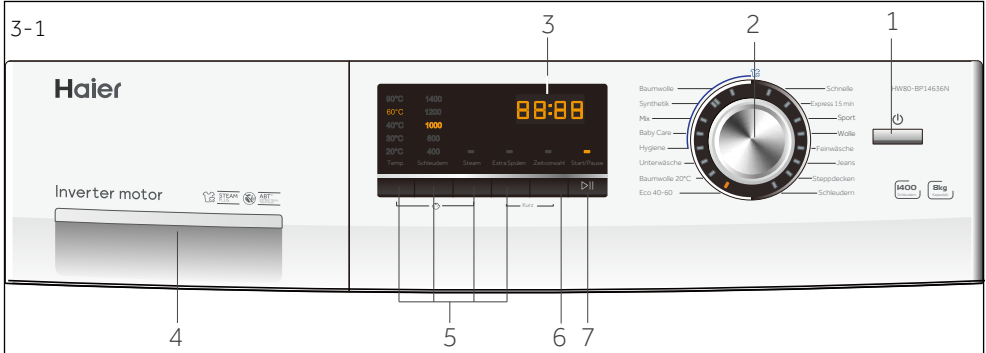 3-1
3
2
1
Haier
Inverter motor
STEAM
ABT
90°C 1400
60°C 1200
40°C 1000
30°C 800
20°C 400
Temp. Schleudern Steam Extra Spülen Zeitvorwahl Start/Pause
88:88
Kurz
Baumwolle
Synthetik
Mix
Baby Care
Hygiene
Unterwäsche
Baumwolle 20°C
Eco 40-60
Schnelle
Express 15 min
Sport
Wolle
Feinwäsche
Jeans
Steppdecken
Schleudern
HW80-BP14636N
1400
Schleudern
8kg
4
5
6
7